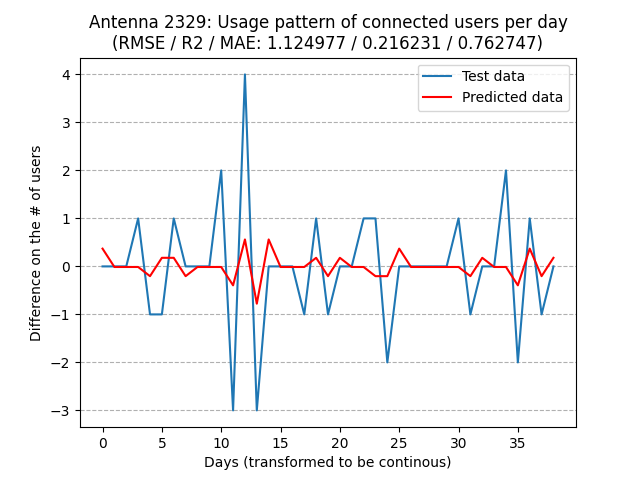 Antenna 2329: Usage pattern of connected users per day
(RMSE / R2 / MAE: 1.124977 / 0.216231 / 0.762747)
Test data
Predicted data
Difference on the # of users
4
3
2
1
0
−1
−2
−3
0 5 10 15 20 25 30 35
Days (transformed to be continous)